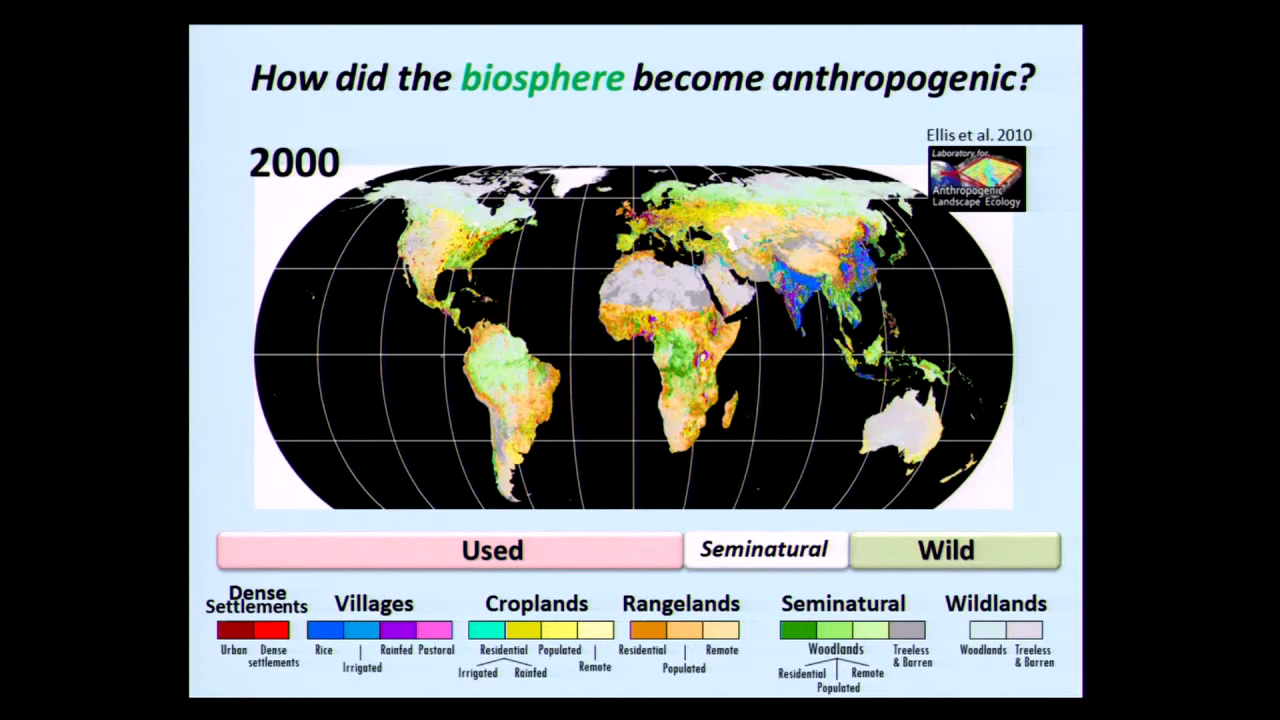 How did the biosphere become anthropogenic?
Ellis et al. 2010
2000
Laboratory for
Anthropogenic
Landscape Ecology
Used
Seminatural
Wild
Dense
Settlements
Villages
Croplands
Rangelands
Seminatural
Wildlands
Urban
Dense
settlements
Rice
Irrigated
Rainfed
Pastoral
Residential
Irrigated
Rainfed
Populated
Remote
Residential
Populated
Remote
Woodlands
Residential
Populated
Remote
Treeless
& Barren
Woodlands
Treeless
& Barren